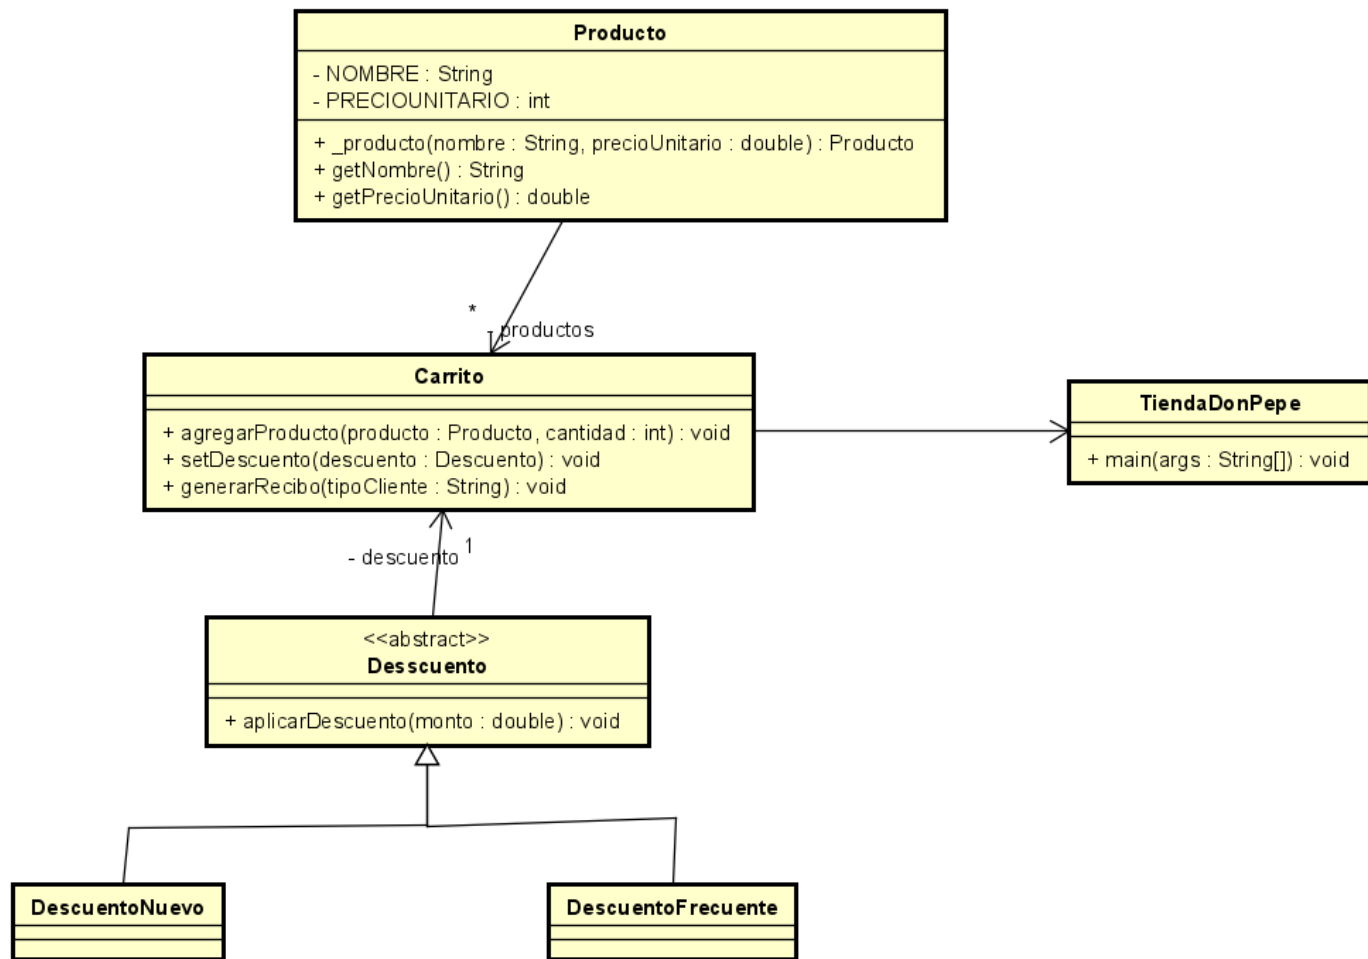 Producto
- NOMBRE : String
- PRECIOUNITARIO : int
+ _producto(nombre : String, precioUnitario : double) : Producto
+ getNombre() : String
+ getPrecioUnitario() : double
*
- productos
Carrito
+ agregarProducto(producto : Producto, cantidad : int) : void
+ setDescuento(descuento : Descuento) : void
+ generarRecibo(tipoCliente : String) : void
TiendaDonPepe
+ main(args : String[]) : void
- descuento 1
<<abstract>>
Desscuento
+ aplicarDescuento(monto : double) : void
DescuentoNuevo
DescuentoFrecuente